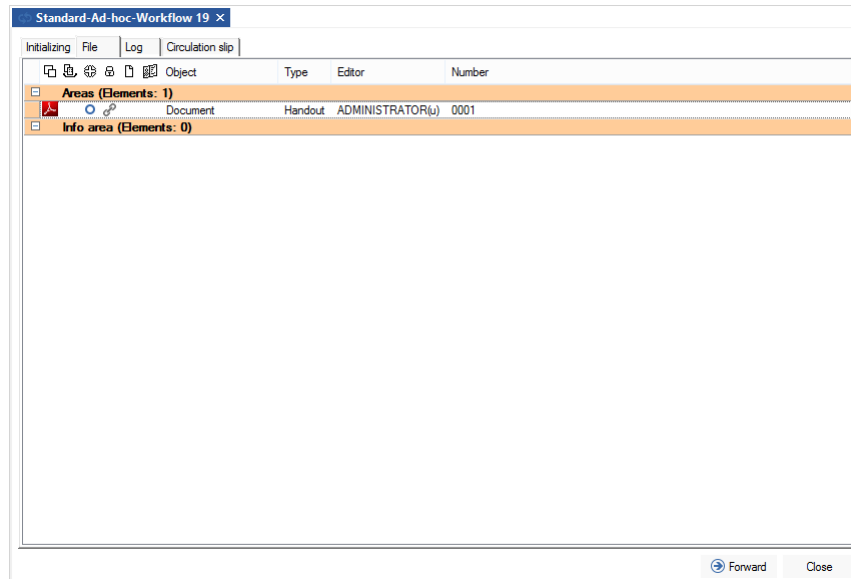 Standard-Ad-hoc-Workflow 19
Initializing File Log Circulation slip
Object Type Editor Number
Areas (Elements: 1)
Document Handout ADMINISTRATOR(u) 0001
Info area (Elements: 0)
Forward Close